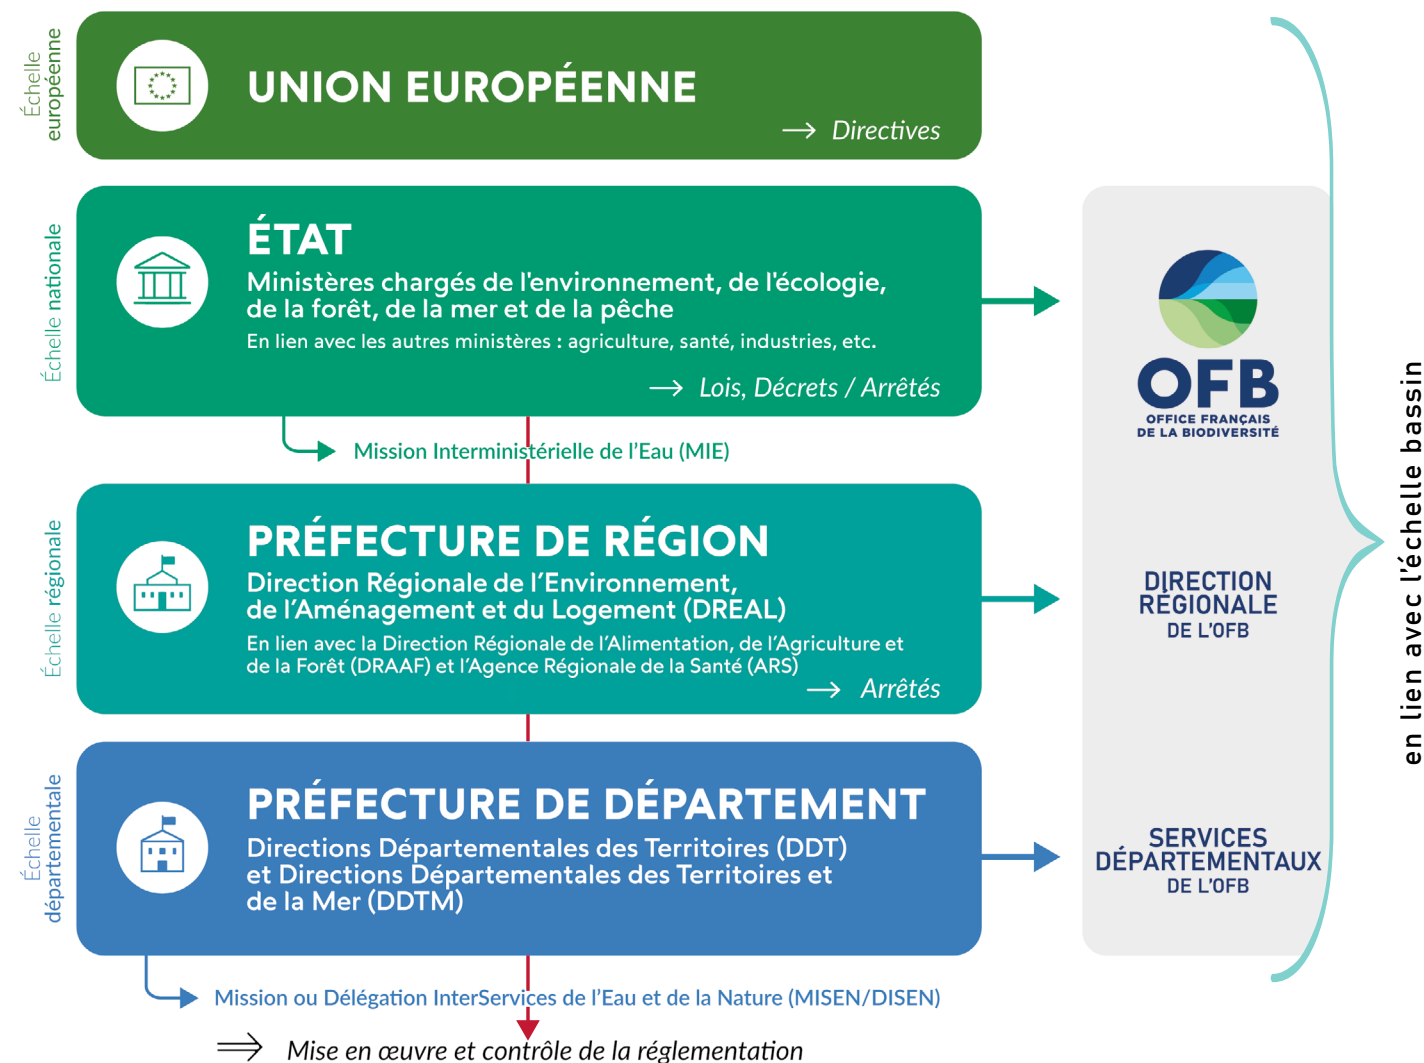 Échelle
européenne
UNION EUROPÉENNE
→ Directives
Échelle nationale
ÉTAT
Ministères chargés de l'environnement, de l'écologie,
de la forêt, de la mer et de la pêche
En lien avec les autres ministères : agriculture, santé, industries, etc.
→ Lois, Décrets / Arrêtés
Mission Interministérielle de l'Eau (MIE)
OFB
OFFICE FRANÇAIS
DE LA BIODIVERSITÉ
Échelle régionale
PRÉFECTURE DE RÉGION
Direction Régionale de l'Environnement,
de l'Aménagement et du Logement (DREAL)
En lien avec la Direction Régionale de l'Alimentation, de l'Agriculture et
de la Forêt (DRAAF) et l'Agence Régionale de la Santé (ARS)
→ Arrêtés
DIRECTION
RÉGIONALE
DE L'OFB
Échelle
départementale
PRÉFECTURE DE DÉPARTEMENT
Directions Départementales des Territoires (DDT)
et Directions Départementales des Territoires et
de la Mer (DDTM)
SERVICES
DÉPARTEMENTAUX
DE L'OFB
Mission ou Délégation InterServices de l'Eau et de la Nature (MISEN/DISEN)
⇒ Mise en œuvre et contrôle de la réglementation
en lien avec l'échelle bassin